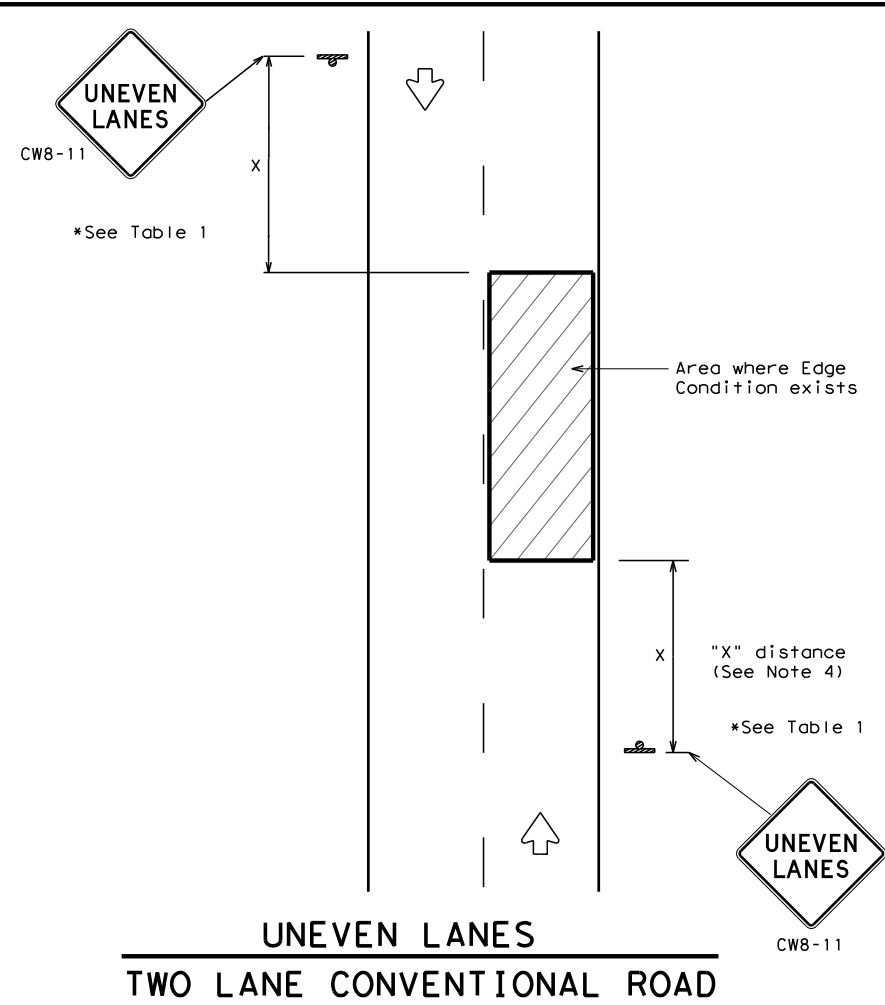 UNEVEN
LANES
CW8-11
X
*See Table 1
Area where Edge
Condition exists
X
"X" distance
(See Note 4)
*See Table 1
UNEVEN
LANES
CW8-11
UNEVEN LANES
TWO LANE CONVENTIONAL ROAD